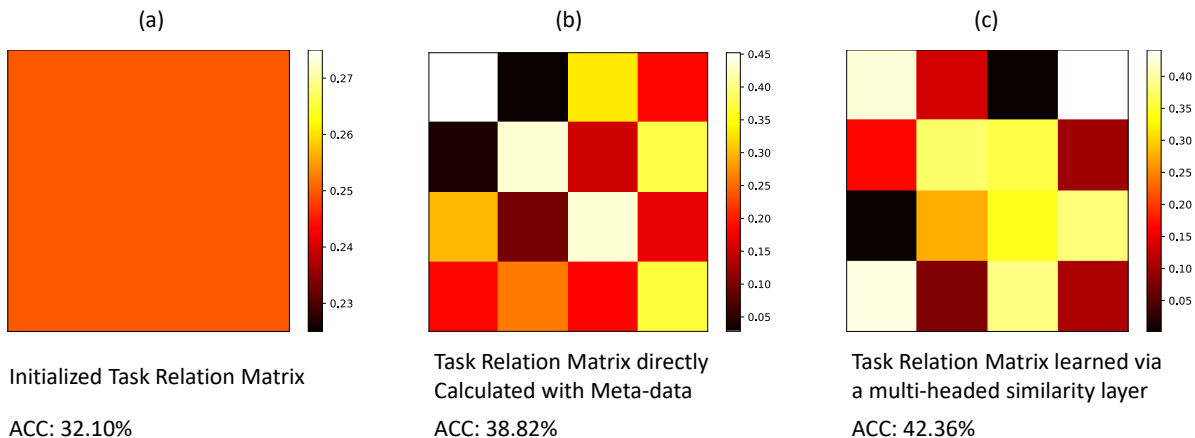 (a)
(b)
(c)
0.27
0.26
0.25
0.24
0.23
0.45
0.40
0.35
0.30
0.25
0.20
0.15
0.10
0.05
0.40
0.35
0.30
0.25
0.20
0.15
0.10
0.05
Initialized Task Relation Matrix
ACC: 32.10%
Task Relation Matrix directly
Calculated with Meta-data
ACC: 38.82%
Task Relation Matrix learned via
a multi-headed similarity layer
ACC: 42.36%